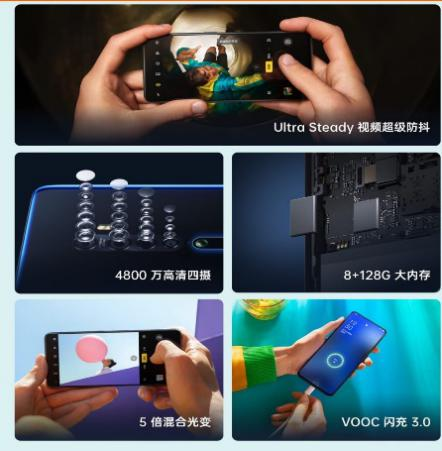 Ultra Steady 视频超级防抖
4800 万高清四摄
8+128G 大内存
5 倍混合光变
VOOC 闪充 3.0